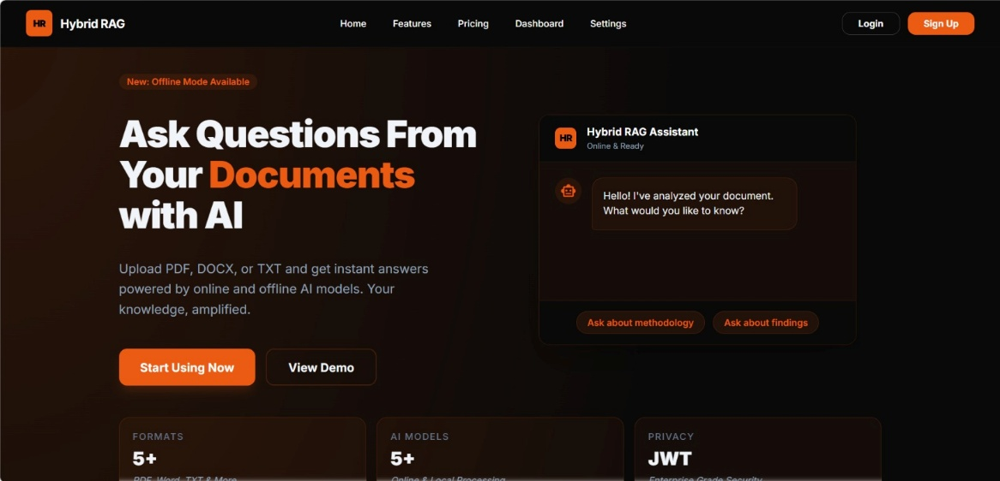 HR Hybrid RAG
Home Features Pricing Dashboard Settings
Login Sign Up
New: Offline Mode Available
Ask Questions From
Your Documents
with AI
Upload PDF, DOCX, or TXT and get instant answers
powered by online and offline AI models. Your
knowledge, amplified.
Start Using Now View Demo
HR Hybrid RAG Assistant
Online & Ready
Hello! I've analyzed your document.
What would you like to know?
Ask about methodology Ask about findings
FORMATS
5+
PDF, Word, TXT & More
AI MODELS
5+
Online & Local Processing
PRIVACY
JWT
Enterprise Grade Security